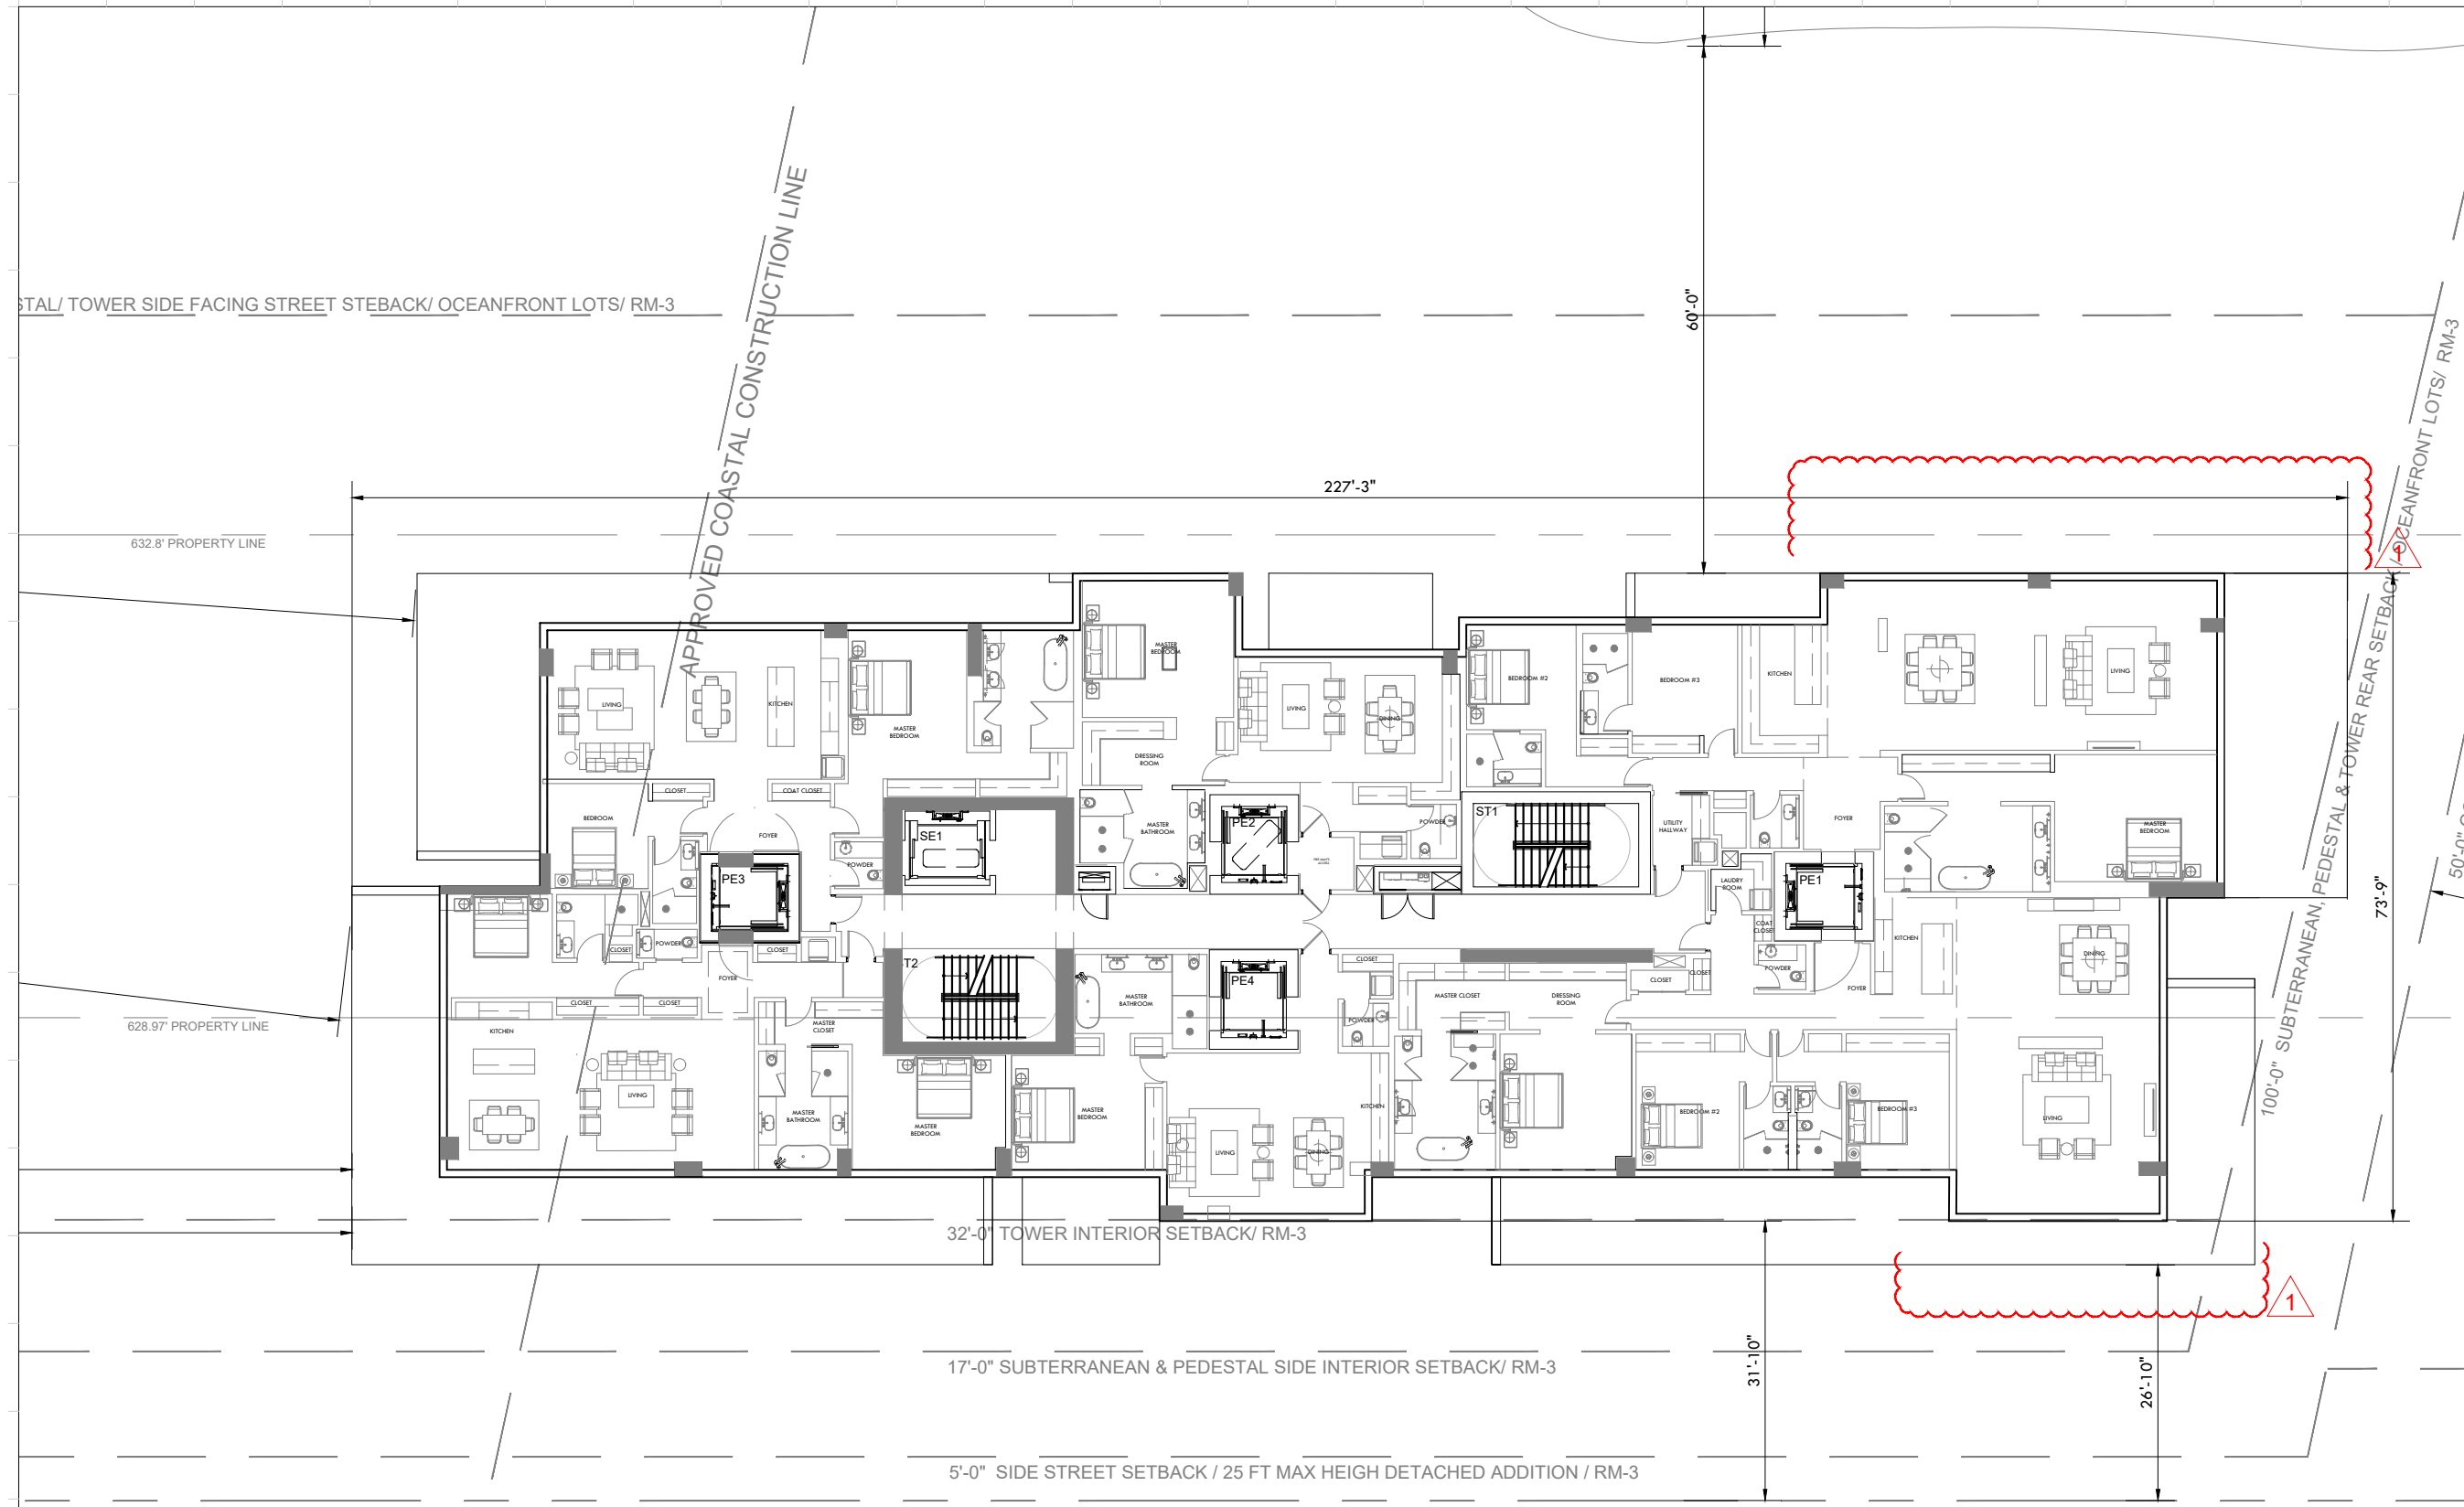 STAL/ TOWER SIDE FACING STREET STEBACK/ OCEANFRONT LOTS/ RM-3
APPROVED COASTAL CONSTRUCTION LINE
60'-0"
227'-3"
632.8' PROPERTY LINE
1
100'-0" SUBTERRANEAN, PEDESTAL & TOWER REAR SETBACK / OCEANFRONT LOTS/ RM-3
50'-0"
73'-9"
LIVING
KITCHEN
MASTER
BEDROOM
MASTER
BEDROOM
DRESSING
ROOM
LIVING
DINING
BEDROOM #2
BEDROOM #3
KITCHEN
LIVING
CLOSET
COAT CLOSET
BEDROOM
FOYER
POWDER
SE1
MASTER
BATHROOM
PE2
POWDER
ST1
UTILITY
HALLWAY
FOYER
MASTER
BEDROOM
PE3
LAUDRY
ROOM
PE1
COAT
CLOSET
KITCHEN
DINING
CLOSET
POWDER
CLOSET
FOYER
T2
CLOSET
CLOSET
MASTER
BATHROOM
PE4
CLOSET
MASTER CLOSET
DRESSING
ROOM
CLOSET
CLOSET
POWDER
FOYER
628.97' PROPERTY LINE
KITCHEN
MASTER
CLOSET
POWDER
LIVING
MASTER
BATHROOM
MASTER
BEDROOM
MASTER
BEDROOM
KITCHEN
LIVING
DINING
BEDROOM #2
BEDROOM #3
LIVING
32'-0" TOWER INTERIOR SETBACK/ RM-3
1
17'-0" SUBTERRANEAN & PEDESTAL SIDE INTERIOR SETBACK/ RM-3
31'-10"
26'-10"
5'-0" SIDE STREET SETBACK / 25 FT MAX HEIGH DETACHED ADDITION / RM-3